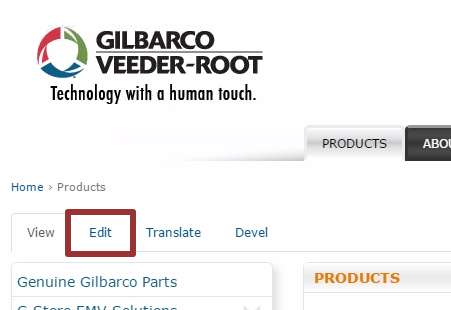 GILBARCO
VEEDER-ROOT
Technology with a human touch.
PRODUCTS
Home › Products
View Edit Translate Devel
Genuine Gilbarco Parts
PRODUCTS